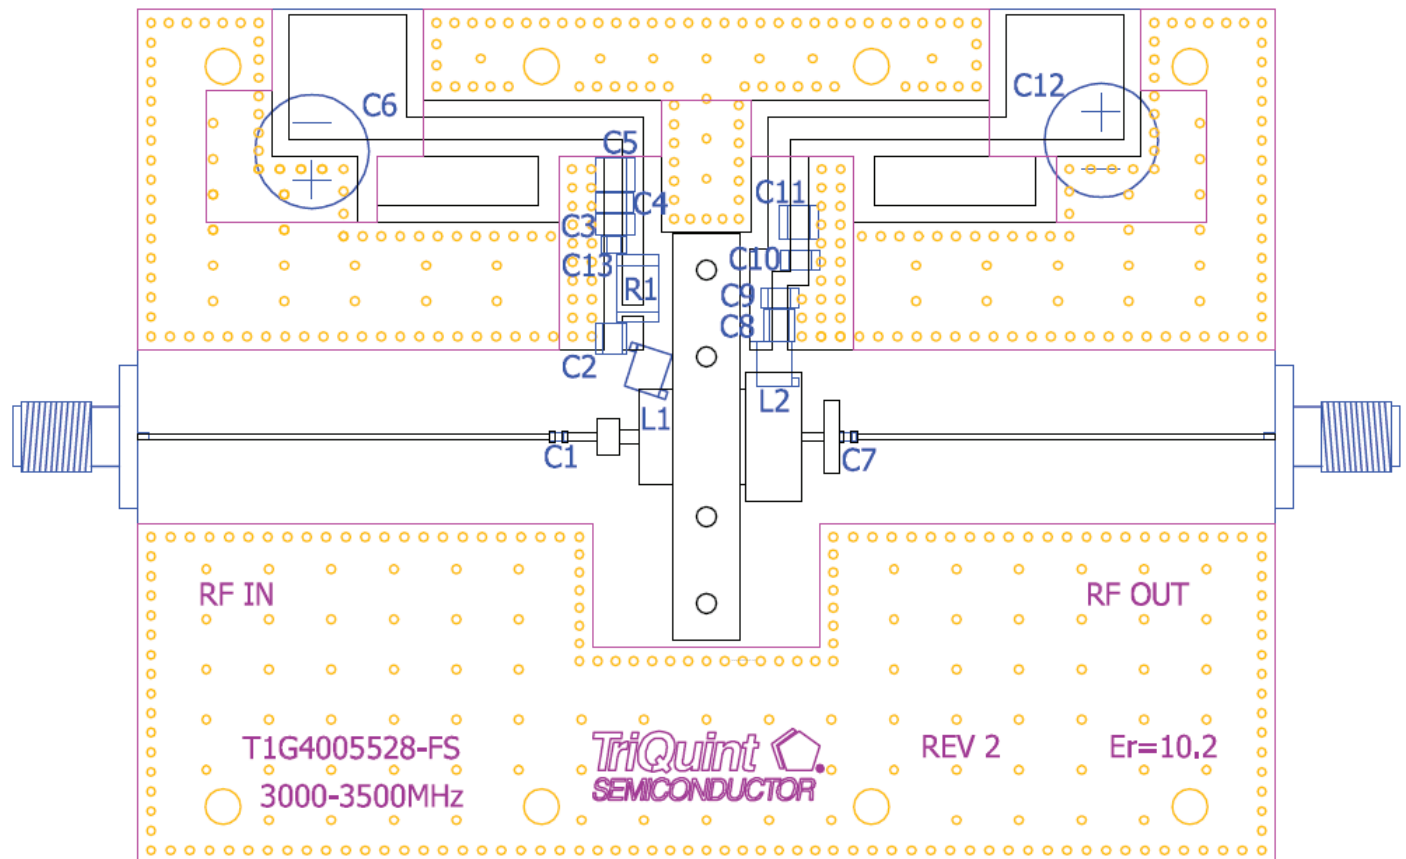 C6
C12
C5
C4
C11
C3
C10
C13
R1
C9
C8
C2
L1
L2
C1
C7
RF IN
RF OUT
T1G4005528-FS
3000-3500MHz
TriQuint
SEMICONDUCTOR
REV 2
Er=10.2